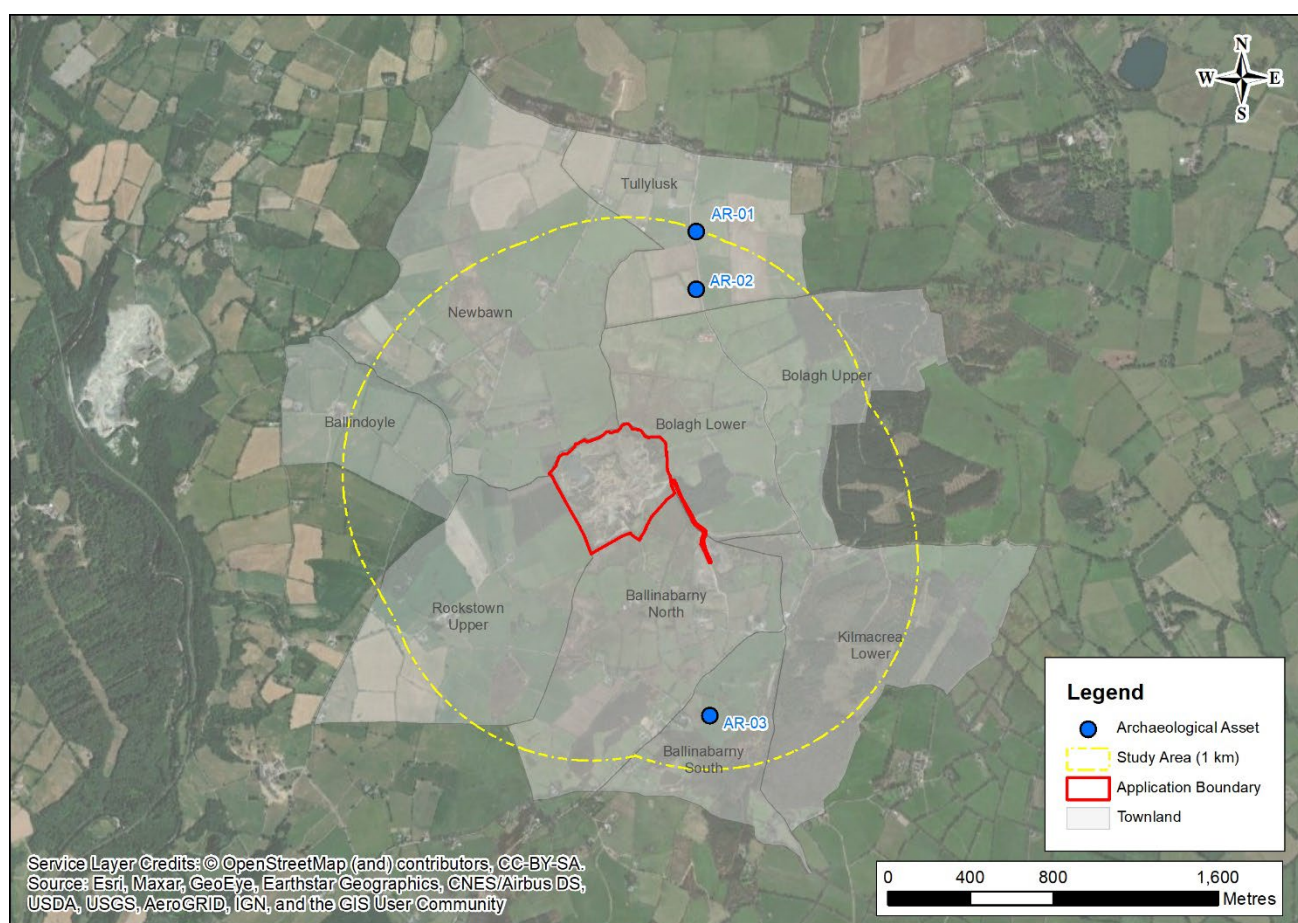 N
W E
S
Tullylusk
AR-01
AR-02
Newbawn
Bolagh Upper
Ballindoyle
Bolagh Lower
Ballinabarny
North
Rockstown
Upper
Kilmacrea
Lower
AR-03
Ballinabarny
South
Legend
Archaeological Asset
Study Area (1 km)
Application Boundary
Townland
Service Layer Credits: © OpenStreetMap (and) contributors, CC-BY-SA.
Source: Esri, Maxar, GeoEye, Earthstar Geographics, CNES/Airbus DS,
USDA, USGS, AeroGRID, IGN, and the GIS User Community
0 400 800 1,600
Metres